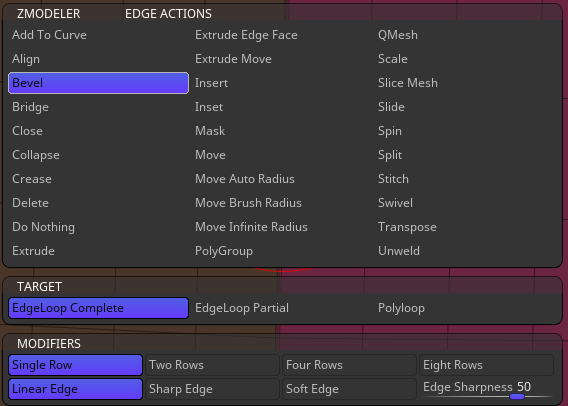 ZMODELER EDGE ACTIONS
Add To Curve Extrude Edge Face QMesh
Align Extrude Move Scale
Bevel Insert Slice Mesh
Bridge Inset Slide
Close Mask Spin
Collapse Move Split
Crease Move Auto Radius Stitch
Delete Move Brush Radius Swivel
Do Nothing Move Infinite Radius Transpose
Extrude PolyGroup Unweld
TARGET
EdgeLoop Complete EdgeLoop Partial Polyloop
MODIFIERS
Single Row Two Rows Four Rows Eight Rows
Linear Edge Sharp Edge Soft Edge Edge Sharpness 50